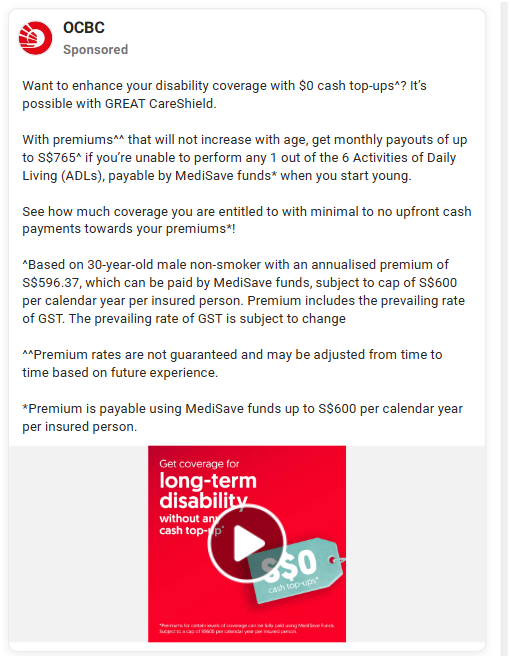 OCBC
Sponsored
Want to enhance your disability coverage with $0 cash top-ups^? It's
possible with GREAT CareShield.
With premiums^^ that will not increase with age, get monthly payouts of up
to S$765^ if you're unable to perform any 1 out of the 6 Activities of Daily
Living (ADLs), payable by MediSave funds* when you start young.
See how much coverage you are entitled to with minimal to no upfront cash
payments towards your premiums*!
^Based on 30-year-old male non-smoker with an annualised premium of
S$596.37, which can be paid by MediSave funds, subject to cap of S$600
per calendar year per insured person. Premium includes the prevailing rate
of GST. The prevailing rate of GST is subject to change
^^Premium rates are not guaranteed and may be adjusted from time to
time based on future experience.
*Premium is payable using MediSave funds up to S$600 per calendar year
per insured person.
Get coverage for
long-term
disability
without any
cash top-up*
S$0
cash top-ups*
*Premiums for certain levels of coverage can be fully paid using MediSave Funds.
Subject to a cap of S$600 per calendar year per insured person.